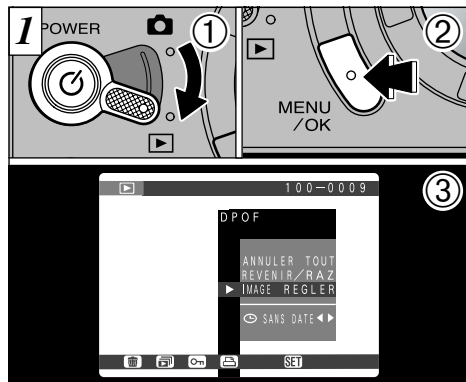 1
POWER
①
②
MENU
/OK
③
100-0009
DPOF
ANNULER TOUT
REVENIR/RAZ
IMAGE REGLER
SANS DATE
SET